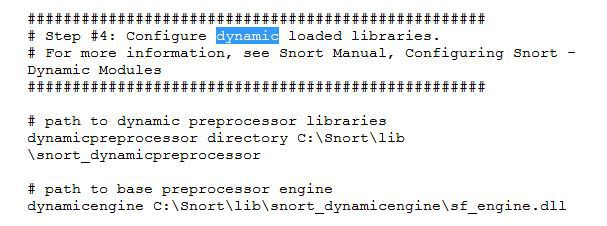 ###################################################
# Step #4: Configure dynamic loaded libraries.
# For more information, see Snort Manual, Configuring Snort -
Dynamic Modules
###################################################
# path to dynamic preprocessor libraries
dynamicpreprocessor directory C:\Snort\lib
\snort_dynamicpreprocessor
# path to base preprocessor engine
dynamicengine C:\Snort\lib\snort_dynamicengine\sf_engine.dll